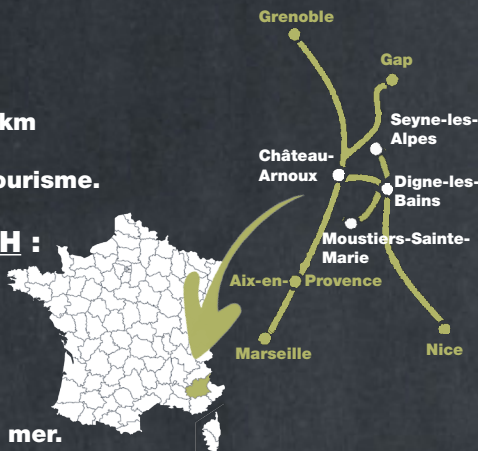 Grenoble
Gap
km
Seyne-les-
Alpes
Château-
Arnoux
ourisme.
Digne-les-
Bains
H :
Moustiers-Sainte-
Marie
Aix-en-Provence
Marseille
Nice
mer.